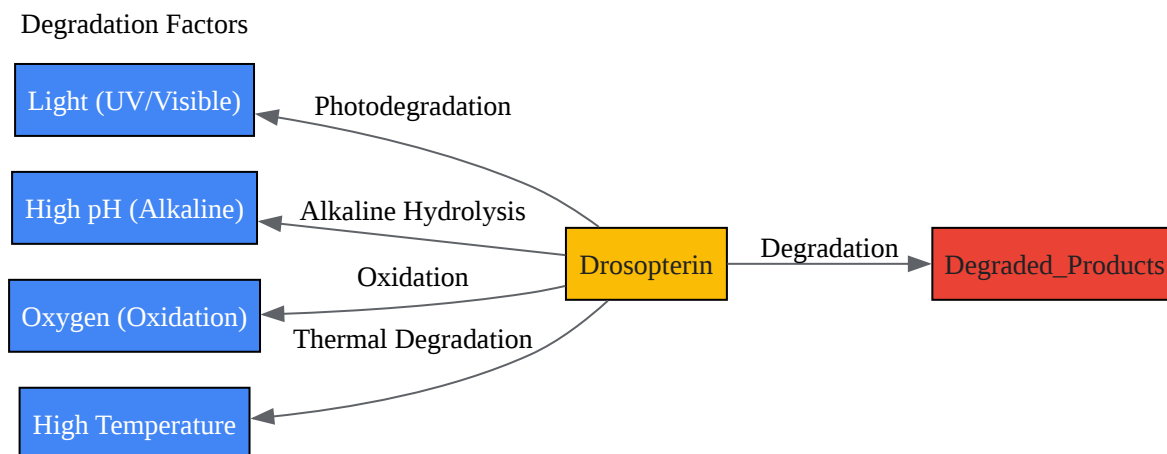 Degradation Factors
Light (UV/Visible)
Photodegradation
High pH (Alkaline)
Alkaline Hydrolysis
Oxygen (Oxidation)
Oxidation
High Temperature
Thermal Degradation
Drosopterin
Degradation
Degraded_Products